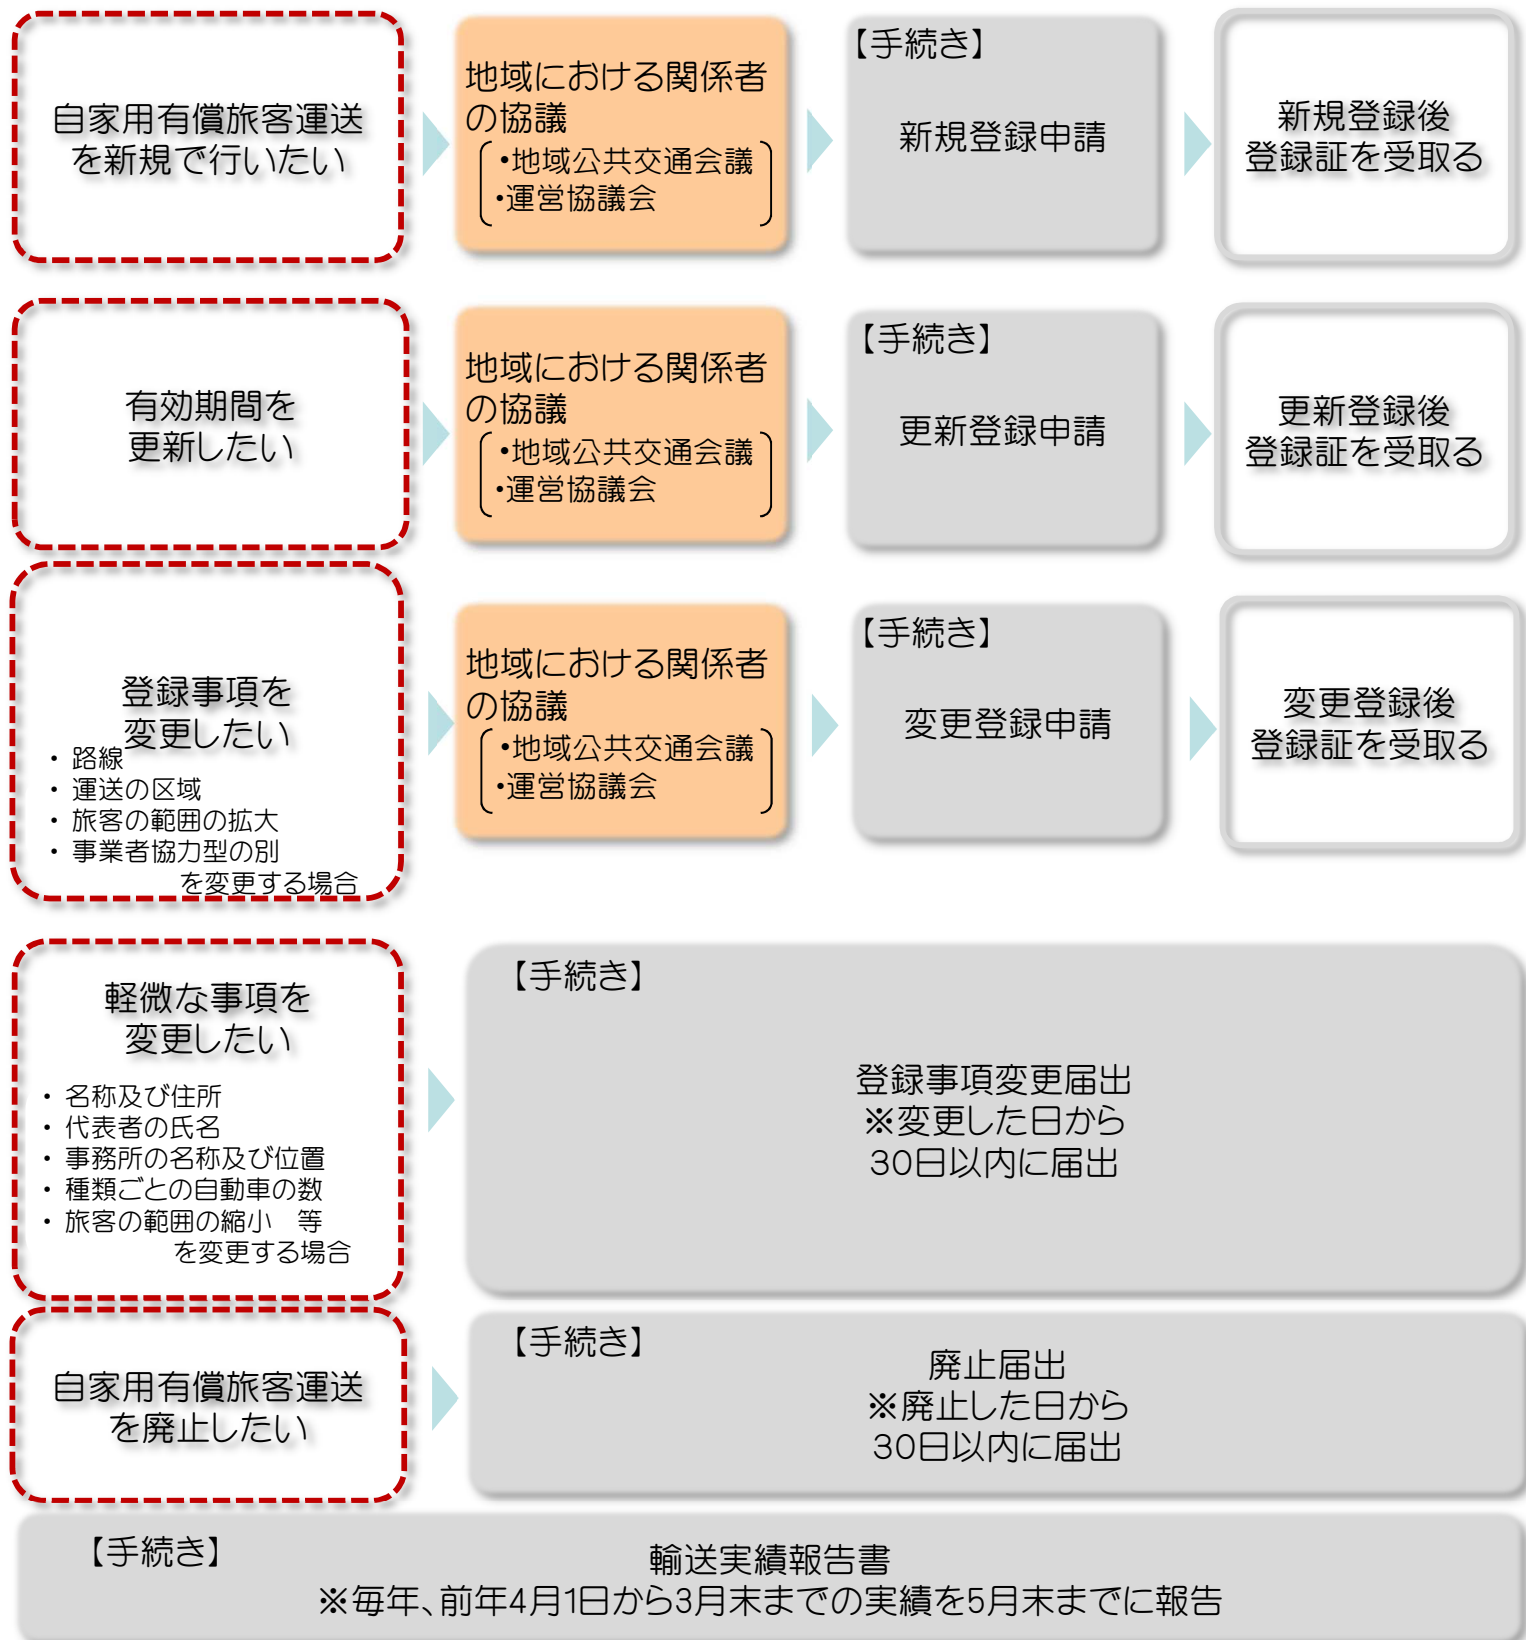 自家用有償旅客運送
を新規で行いたい
地域における関係者
の協議
・地域公共交通会議
・運営協議会
【手続き】
新規登録申請
新規登録後
登録証を受取る
有効期間を
更新したい
地域における関係者
の協議
・地域公共交通会議
・運営協議会
【手続き】
更新登録申請
更新登録後
登録証を受取る
登録事項を
変更したい
・ 路線
・ 運送の区域
・ 旅客の範囲の拡大
・ 事業者協力型の別
を変更する場合
地域における関係者
の協議
・地域公共交通会議
・運営協議会
【手続き】
変更登録申請
変更登録後
登録証を受取る
軽微な事項を
変更したい
・ 名称及び住所
・ 代表者の氏名
・ 事務所の名称及び位置
・ 種類ごとの自動車の数
・ 旅客の範囲の縮小　等
を変更する場合
【手続き】
登録事項変更届出
※変更した日から
30日以内に届出
自家用有償旅客運送
を廃止したい
【手続き】
廃止届出
※廃止した日から
30日以内に届出
【手続き】
輸送実績報告書
※毎年、前年4月1日から3月末までの実績を5月末までに報告